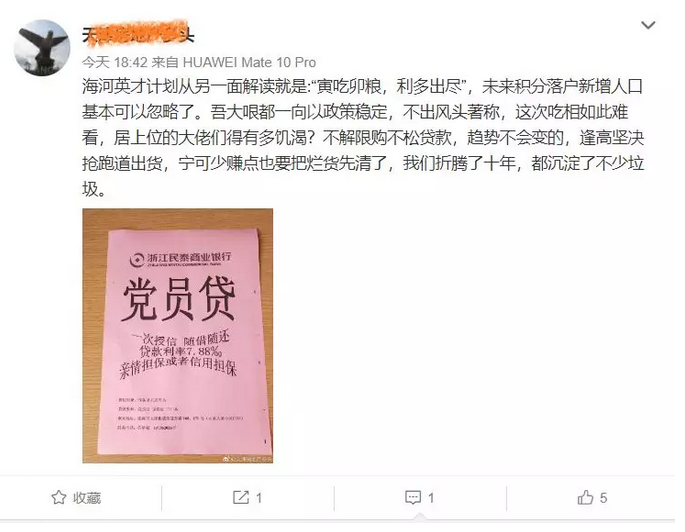 今天 18:42 来自 HUAWEI Mate 10 Pro
海河英才计划从另一面解读就是:“寅吃卯粮，利多出尽”，未来积分落户新增人口
基本可以忽略了。吾大哏都一向以政策稳定，不出风头著称，这次吃相如此难
看，居上位的大佬们得有多饥渴？不解限购不松贷款，趋势不会变的，逢高坚决
抢跑道出货，宁可少赚点也要把烂货先清了，我们折腾了十年，都沉淀了不少垃
圾。
浙江民泰商业银行
党员贷
一次授信 随借随还
贷款利率7.88‰
亲情担保或者信用担保
收藏
1
1
5